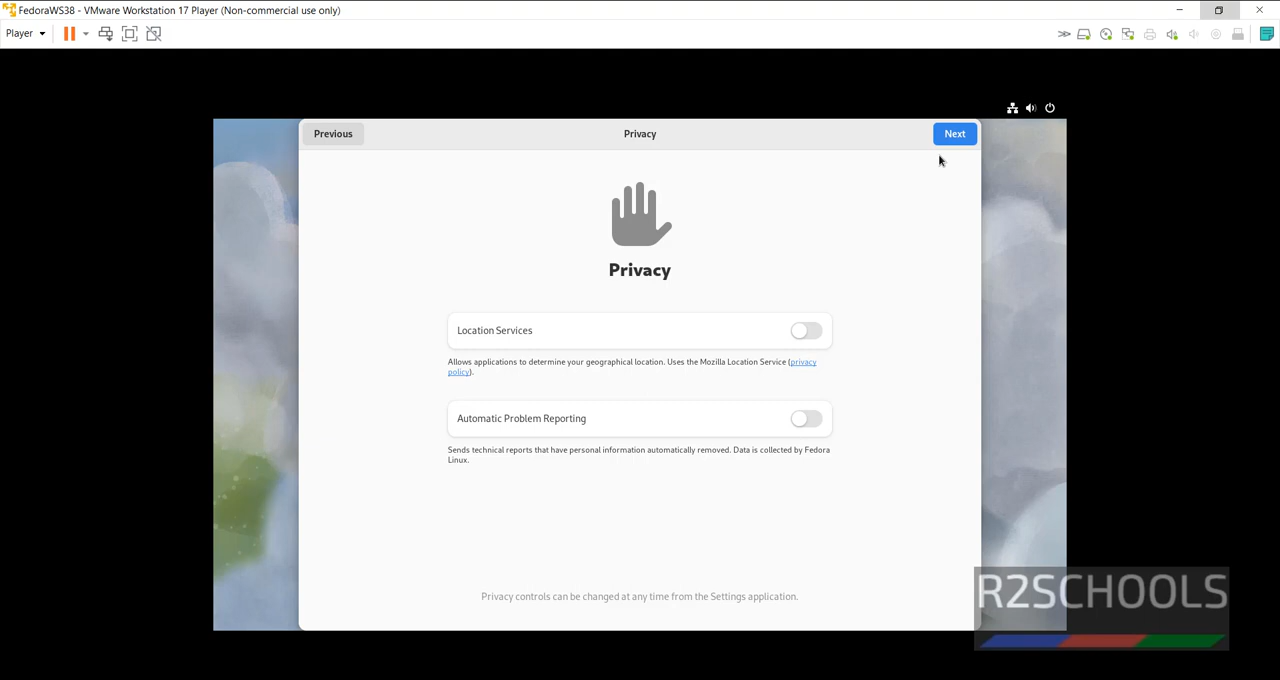 FedoraWS38 - VMware Workstation 17 Player (Non-commercial use only)
Player
Previous
Privacy
Next
Privacy
Location Services
Allows applications to determine your geographical location. Uses the Mozilla Location Service (privacy
policy).
Automatic Problem Reporting
Sends technical reports that have personal information automatically removed. Data is collected by Fedora
Linux.
Privacy controls can be changed at any time from the Settings application.
R2SCHOOLS